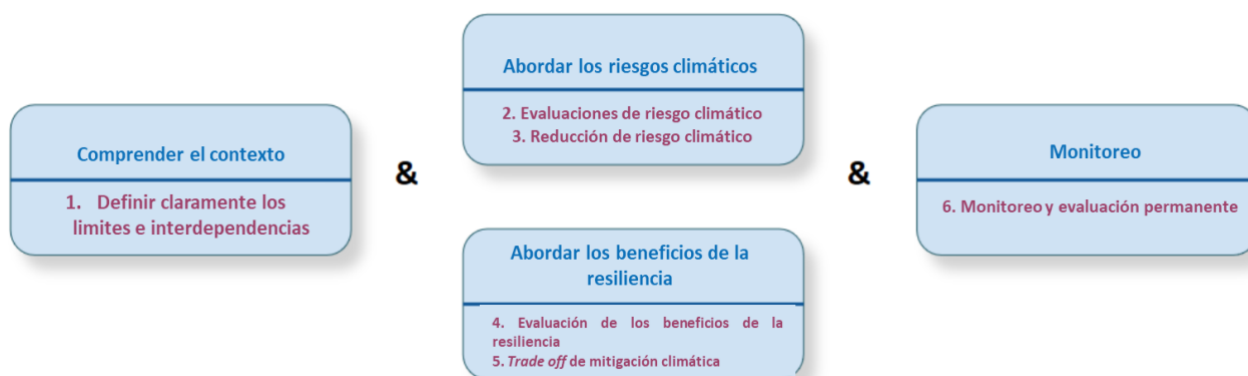 Comprender el contexto
1. Definir claramente los
limites e interdependencias
&
Abordar los riesgos climáticos
2. Evaluaciones de riesgo climático
3. Reducción de riesgo climático
Abordar los beneficios de la
resiliencia
4. Evaluación de los beneficios de la
resiliencia
5. Trade off de mitigación climática
&
Monitoreo
6. Monitoreo y evaluación permanente